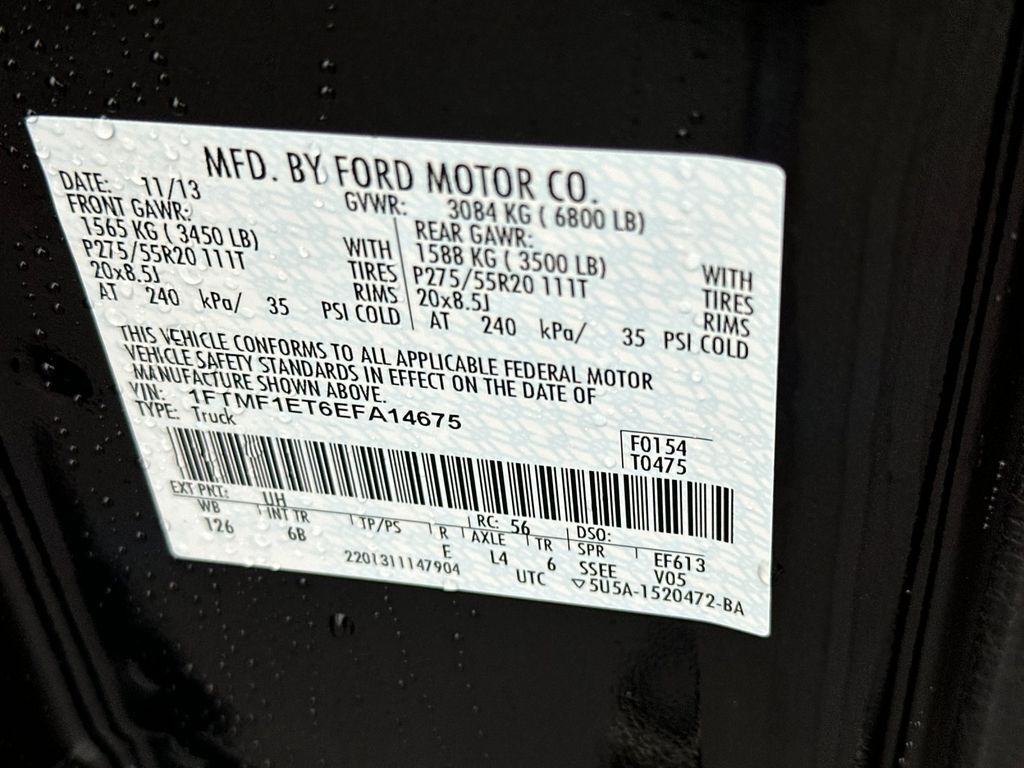 MFD. BY FORD MOTOR CO.
DATE: 11/13 GVWR: 3084 KG ( 6800 LB)
FRONT GAWR: REAR GAWR:
1565 KG ( 3450 LB) WITH 1588 KG ( 3500 LB) WITH
P275/55R20 111T TIRES P275/55R20 111T TIRES
20x8.5J RIMS 20x8.5J RIMS
AT 240 kPa/ 35 PSI COLD AT 240 kPa/ 35 PSI COLD
THIS VEHICLE CONFORMS TO ALL APPLICABLE FEDERAL MOTOR
VEHICLE SAFETY STANDARDS IN EFFECT ON THE DATE OF
MANUFACTURE SHOWN ABOVE.
VIN: 1FTMF1ET6EFA14675
TYPE: Truck
F0154
T0475
EXT PNT: UH RC: 56 DSO:
WB INT TR TP/PS R AXLE TR SPR EF613
126 6B E L4 6 SSEE V05
2201311147904 UTC ▽5U5A-1520472-BA